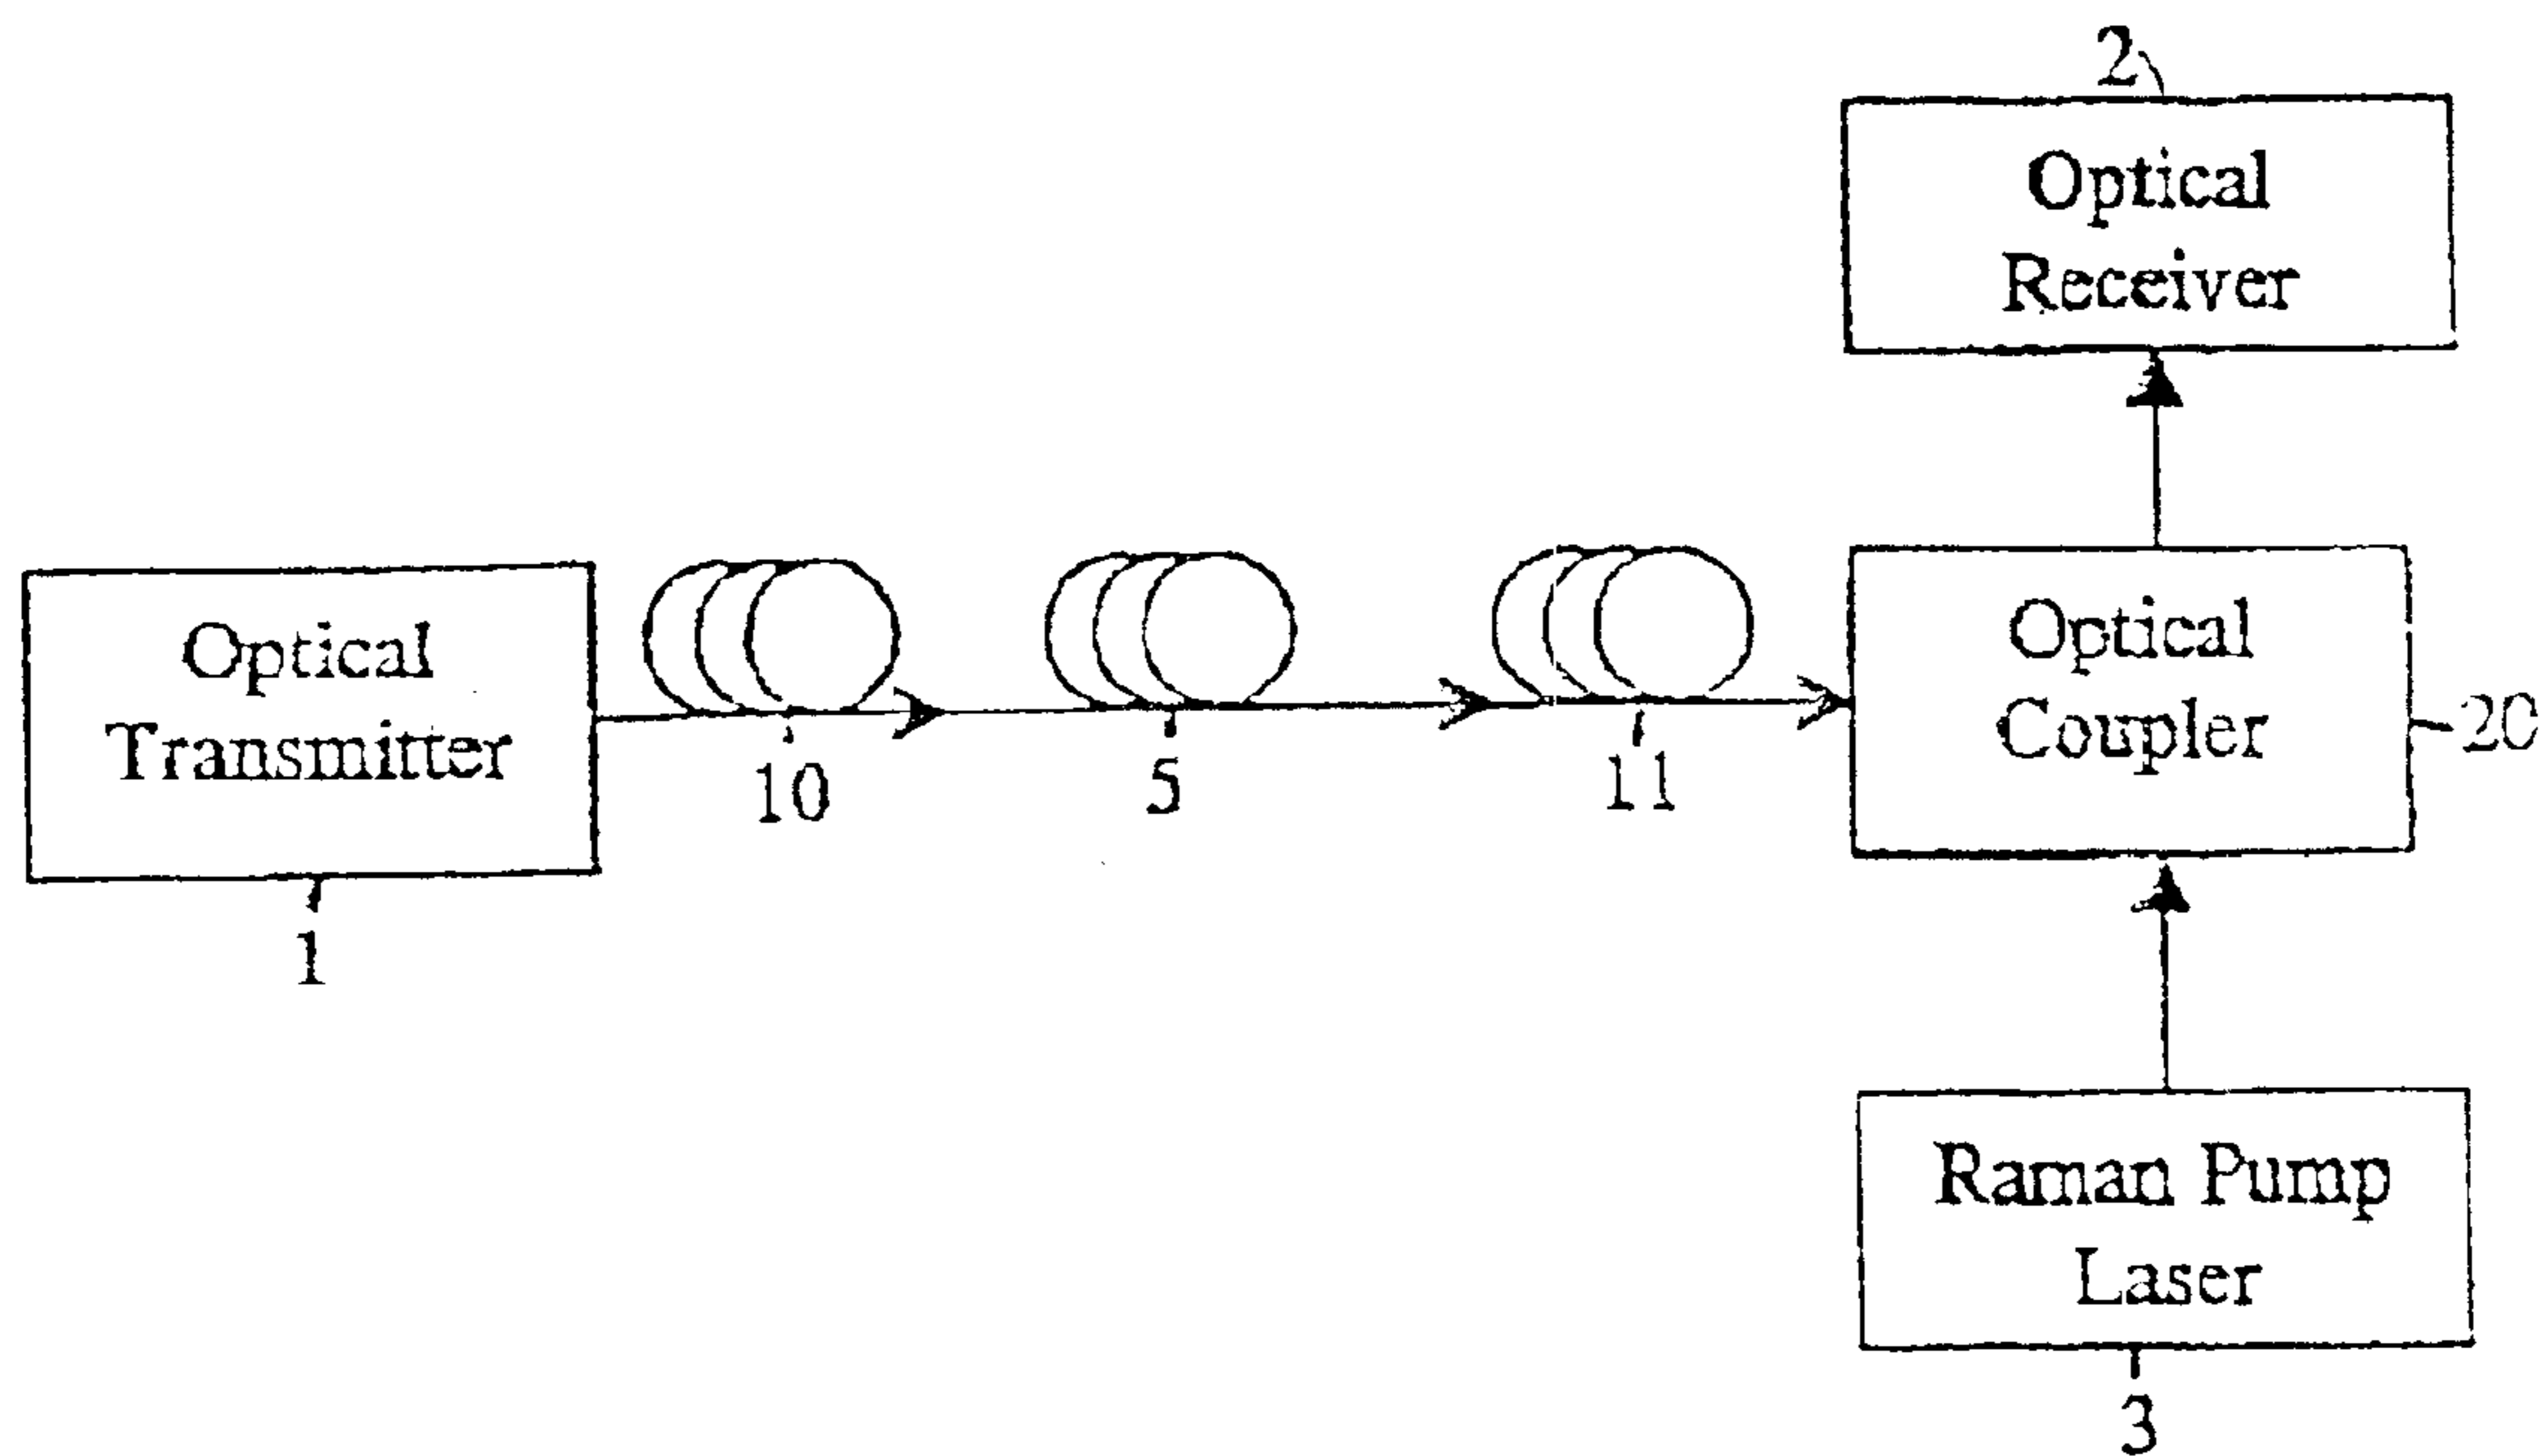 2
Optical
Receiver
Optical
Transmitter
1
10
5
11
Optical
Coupler
20
Raman Pump
Laser
3